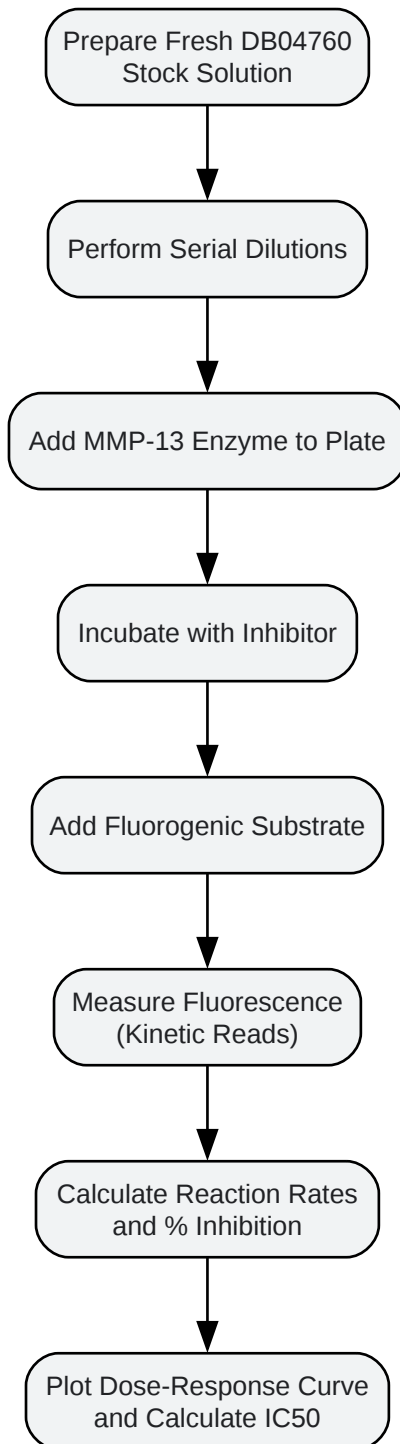 Prepare Fresh DB04760
Stock Solution
Perform Serial Dilutions
Add MMP-13 Enzyme to Plate
Incubate with Inhibitor
Add Fluorogenic Substrate
Measure Fluorescence
(Kinetic Reads)
Calculate Reaction Rates
and % Inhibition
Plot Dose-Response Curve
and Calculate IC50